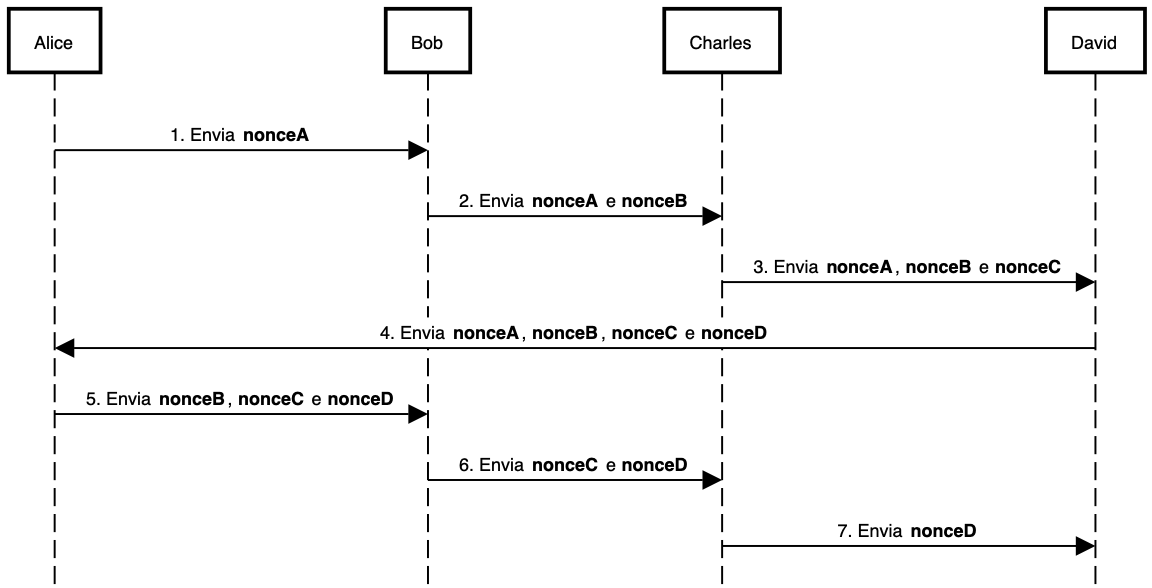 Alice
Bob
Charles
David
1. Envia nonceA
2. Envia nonceA e nonceB
3. Envia nonceA, nonceB e nonceC
4. Envia nonceA, nonceB, nonceC e nonceD
5. Envia nonceB, nonceC e nonceD
6. Envia nonceC e nonceD
7. Envia nonceD